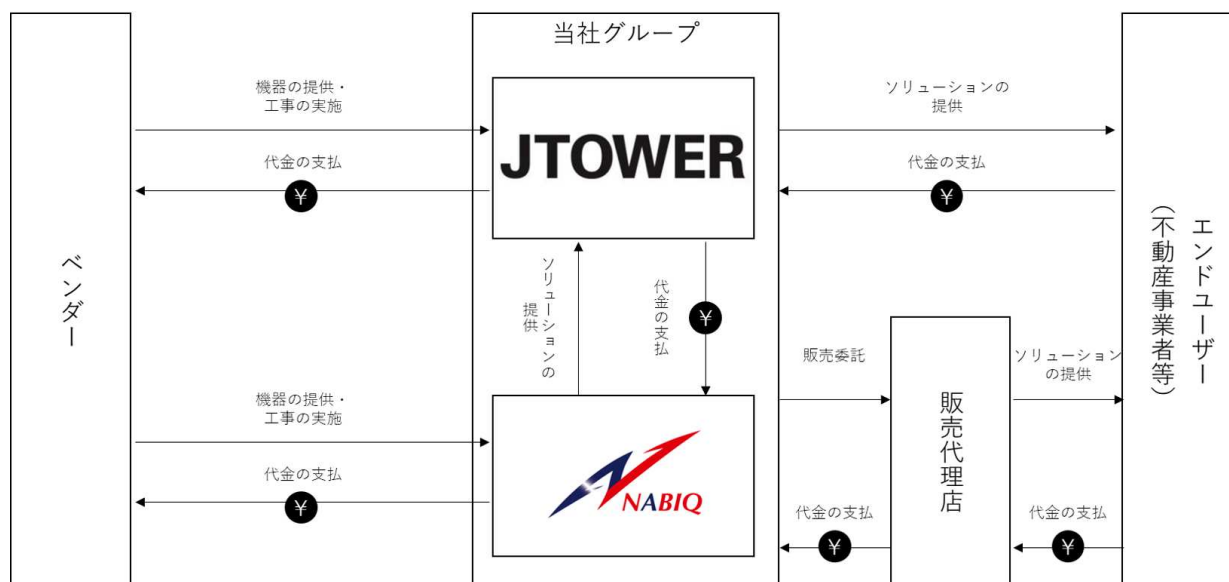 当社グループ
機器の提供・
工事の実施
代金の支払
¥
JTOWER
ソリューションの
提供
代金の支払
¥
ベンダー
ソリューションの
提供
代金の支払
¥
エンドユーザー
（不動産事業者等）
機器の提供・
工事の実施
代金の支払
¥
NABIQ
販売委託
代金の支払
¥
販売代理店
ソリューション
の提供
代金の支払
¥